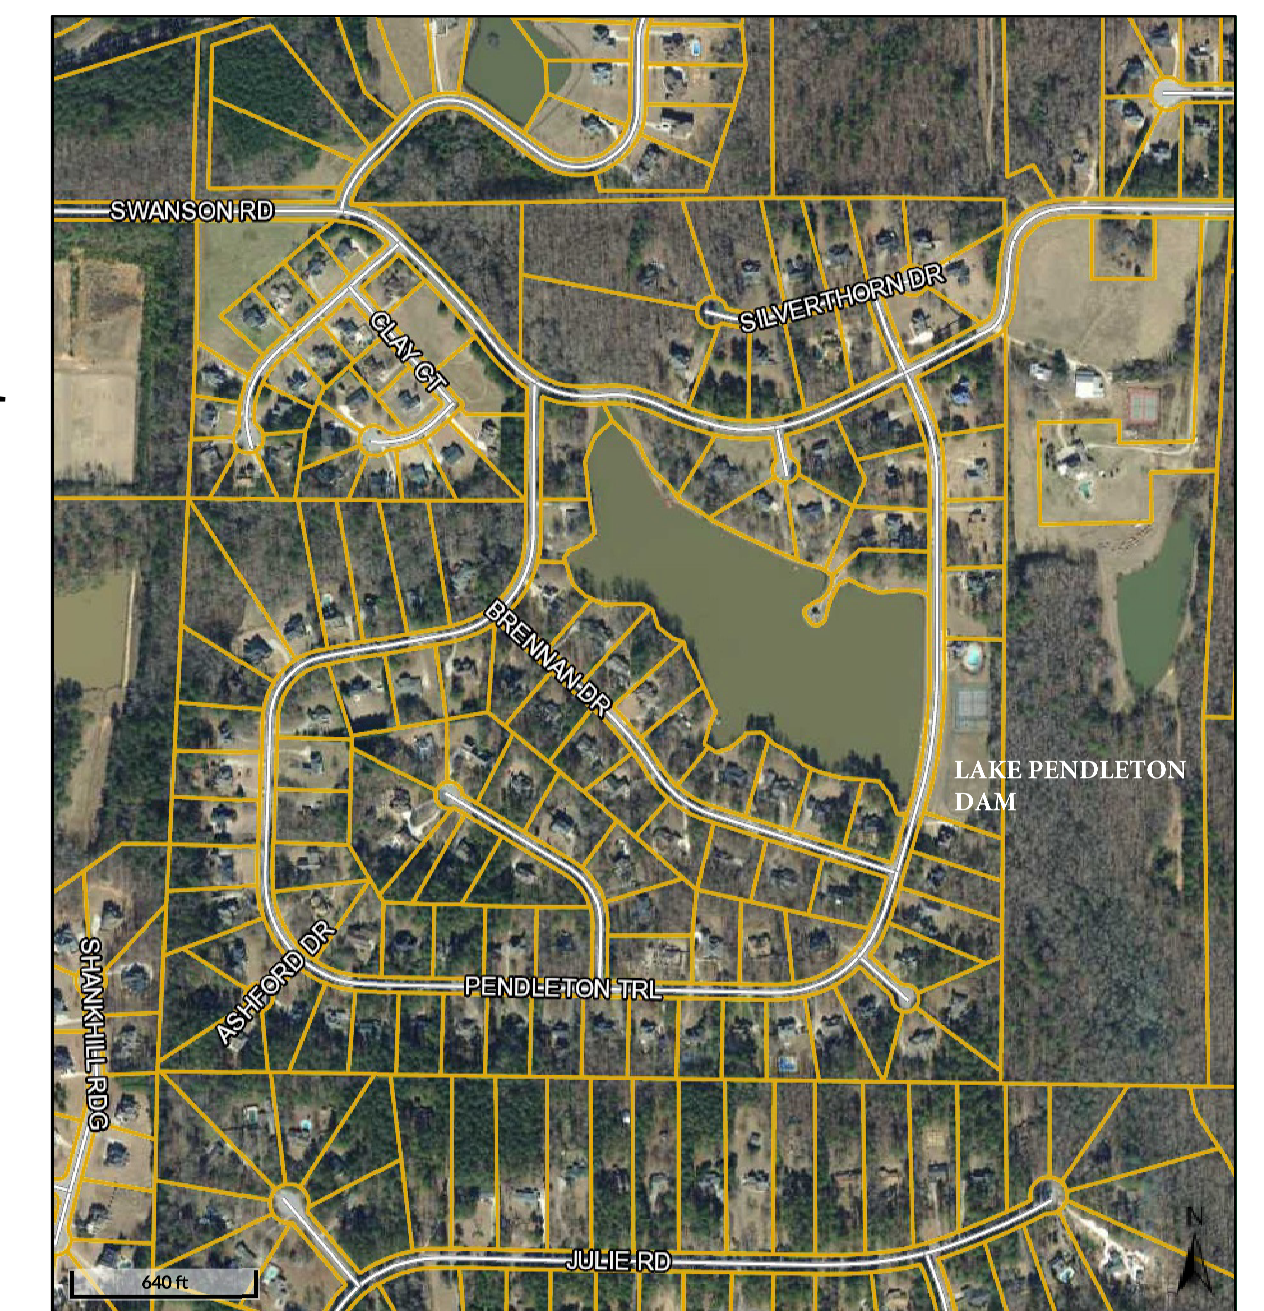 SWANSON RD
SILVERTHORN DR
CLAY CT
BRENNAN DR
LAKE PENDLETON
DAM
ASHFORD DR
PENDLETON TRL
SHANKHILL RDG
N
JULIE RD
640 ft